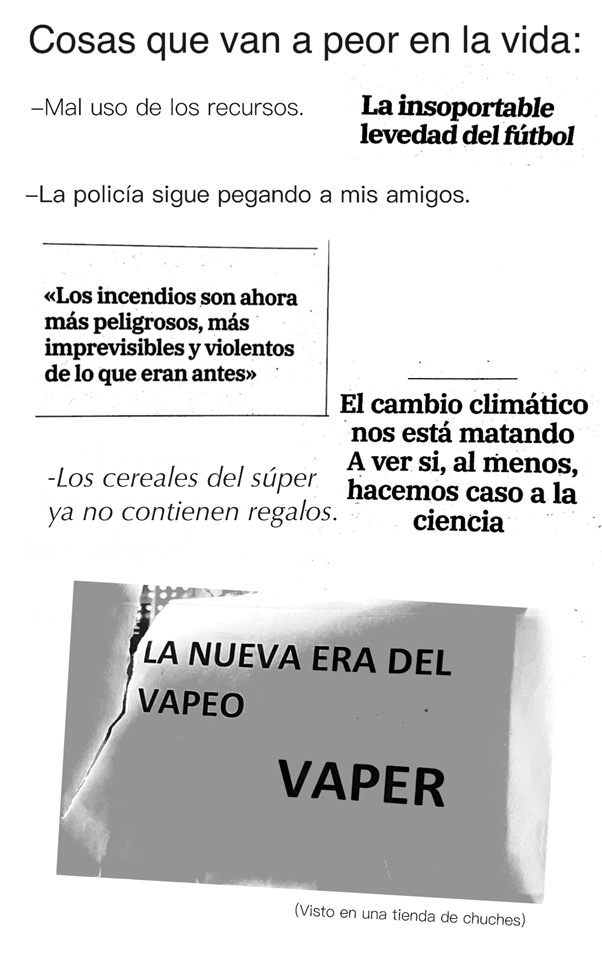 Cosas que van a peor en la vida:
–Mal uso de los recursos.
La insoportable
levedad del fútbol
–La policía sigue pegando a mis amigos.
«Los incendios son ahora
más peligrosos, más
imprevisibles y violentos
de lo que eran antes»
El cambio climático
nos está matando
A ver si, al menos,
hacemos caso a la
ciencia
-Los cereales del súper
ya no contienen regalos.
LA NUEVA ERA DEL
VAPEO
VAPER
(Visto en una tienda de chuches)